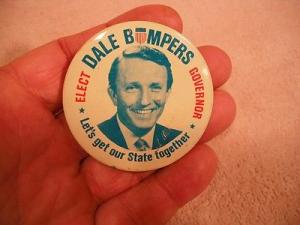 ELECT
DALE BUMPERS
GOVERNOR
★ Let's get our State together ★